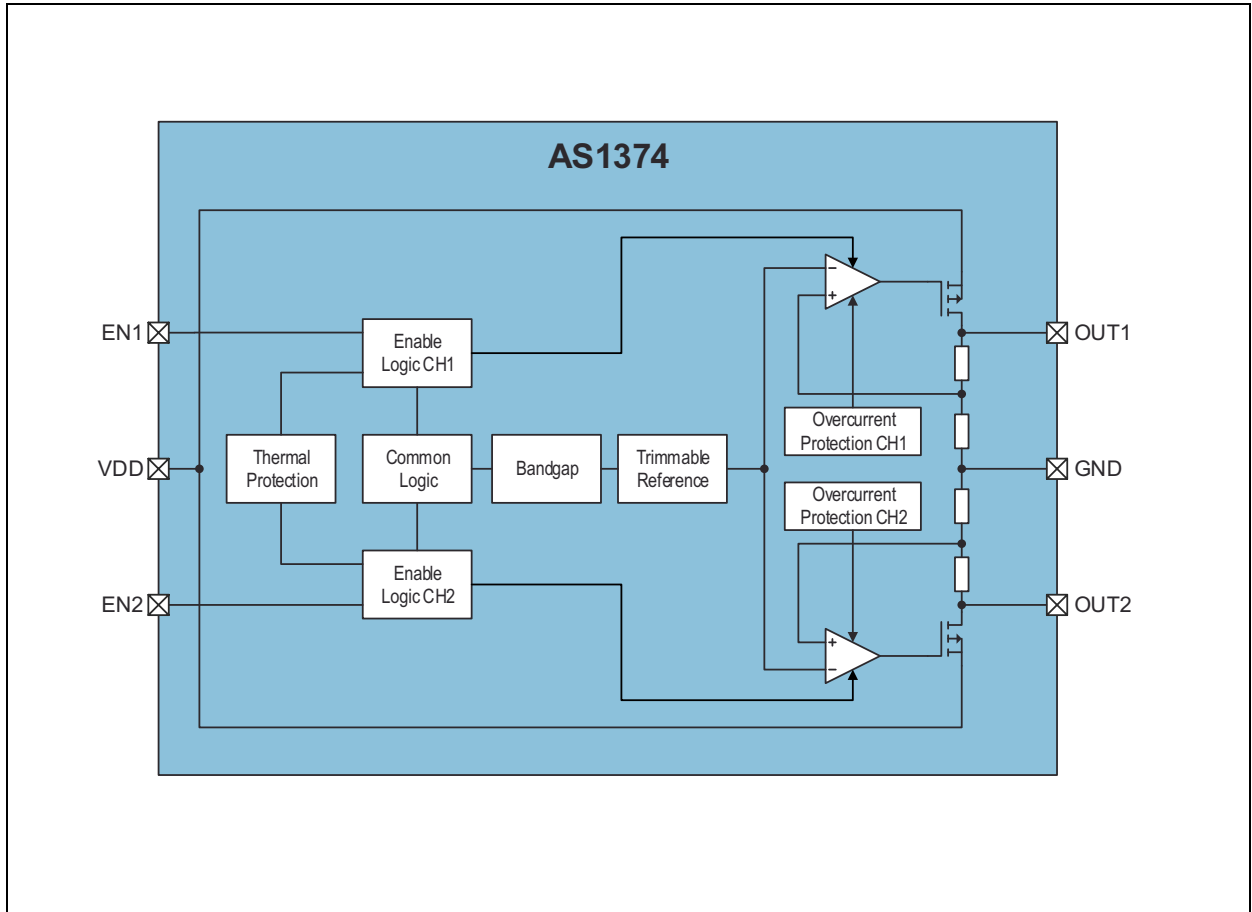 AS1374
EN1
Enable
Logic CH1
OUT1
−
+
Overcurrent
Protection CH1
VDD
Thermal
Protection
Common
Logic
Bandgap
Trimmable
Reference
GND
Overcurrent
Protection CH2
EN2
Enable
Logic CH2
OUT2
+
−